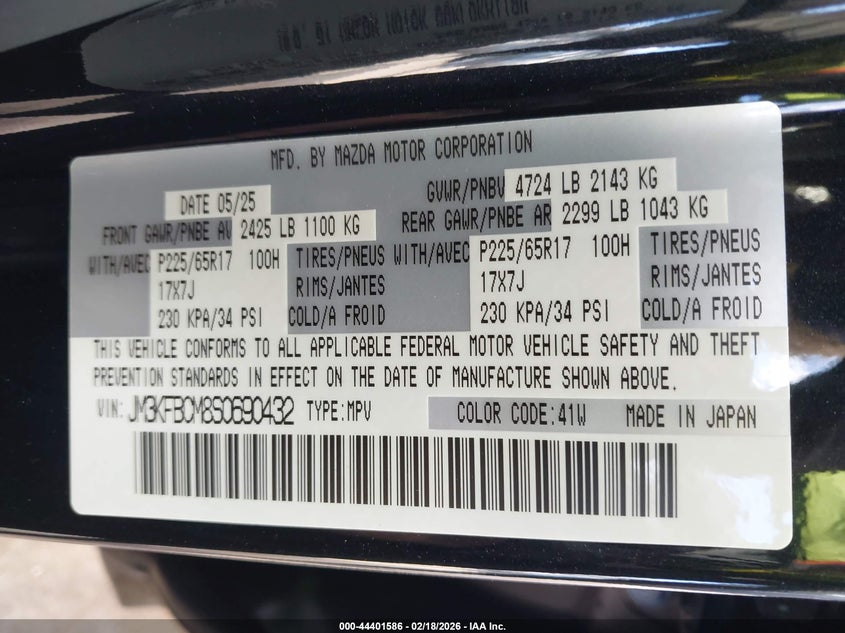 MFD. BY MAZDA MOTOR CORPORATION
DATE 05/25 GVWR/PNBV 4724 LB 2143 KG
FRONT GAWR/PNBE AV 2425 LB 1100 KG REAR GAWR/PNBE AR 2299 LB 1043 KG
WITH/AVEC P225/65R17 100H TIRES/PNEUS WITH/AVEC P225/65R17 100H TIRES/PNEUS
17X7J RIMS/JANTES 17X7J RIMS/JANTES
230 KPA/34 PSI COLD/A FROID 230 KPA/34 PSI COLD/A FROID
THIS VEHICLE CONFORMS TO ALL APPLICABLE FEDERAL MOTOR VEHICLE SAFETY AND THEFT
PREVENTION STANDARDS IN EFFECT ON THE DATE OF MANUFACTURE SHOWN ABOVE.
VIN: JM3KFBCM8S0690432 TYPE:MPV COLOR CODE:41W MADE IN JAPAN
000-44401586 - 02/18/2026 - IAA Inc.